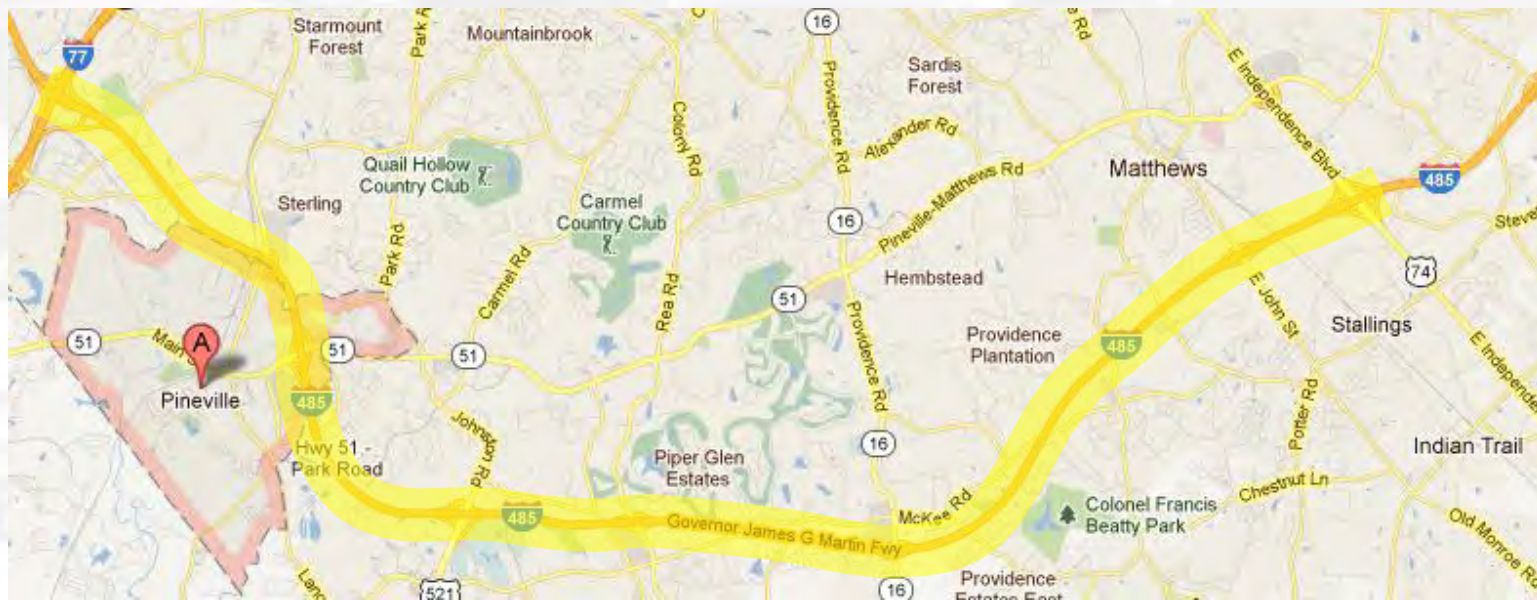 77
Starmount
Forest
Park Rd
Mountainbrook
16
Providence Rd
Sardis
Forest
E Independence Blvd
Colony Rd
Alexander Rd
Quail Hollow
Country Club
Matthews
485
Sterling
Carmel
Country Club
Pineville-Matthews Rd
16
Park Rd
Carmel Rd
Rea Rd
Hembstead
74
51
E John St
Stallings
51
Main
A
51
51
Providence Rd
Providence
Plantation
485
Pineville
485
Johnston Rd
Potter Rd
Hwy 51 -
Park Road
16
Indian Trail
Piper Glen
Estates
Chestnut Ln
McKee Rd
Colonel Francis
Beatty Park
485
Governor James G Martin Fwy
Old Monroe Rd
521
16
Providence
Estates East